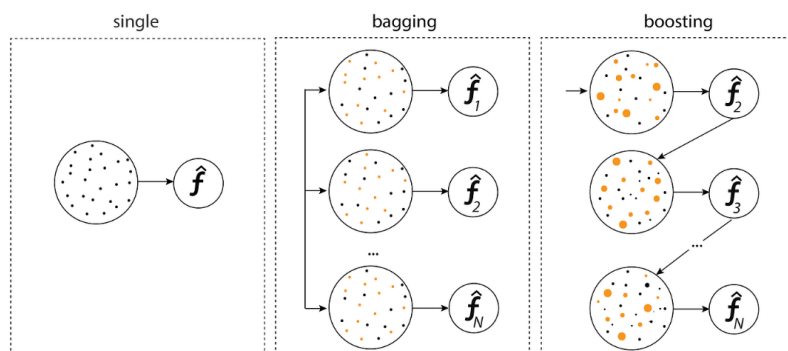 single
bagging
boosting
f̂
f̂1
f̂2
...
f̂N
f̂2
f̂3
...
f̂N